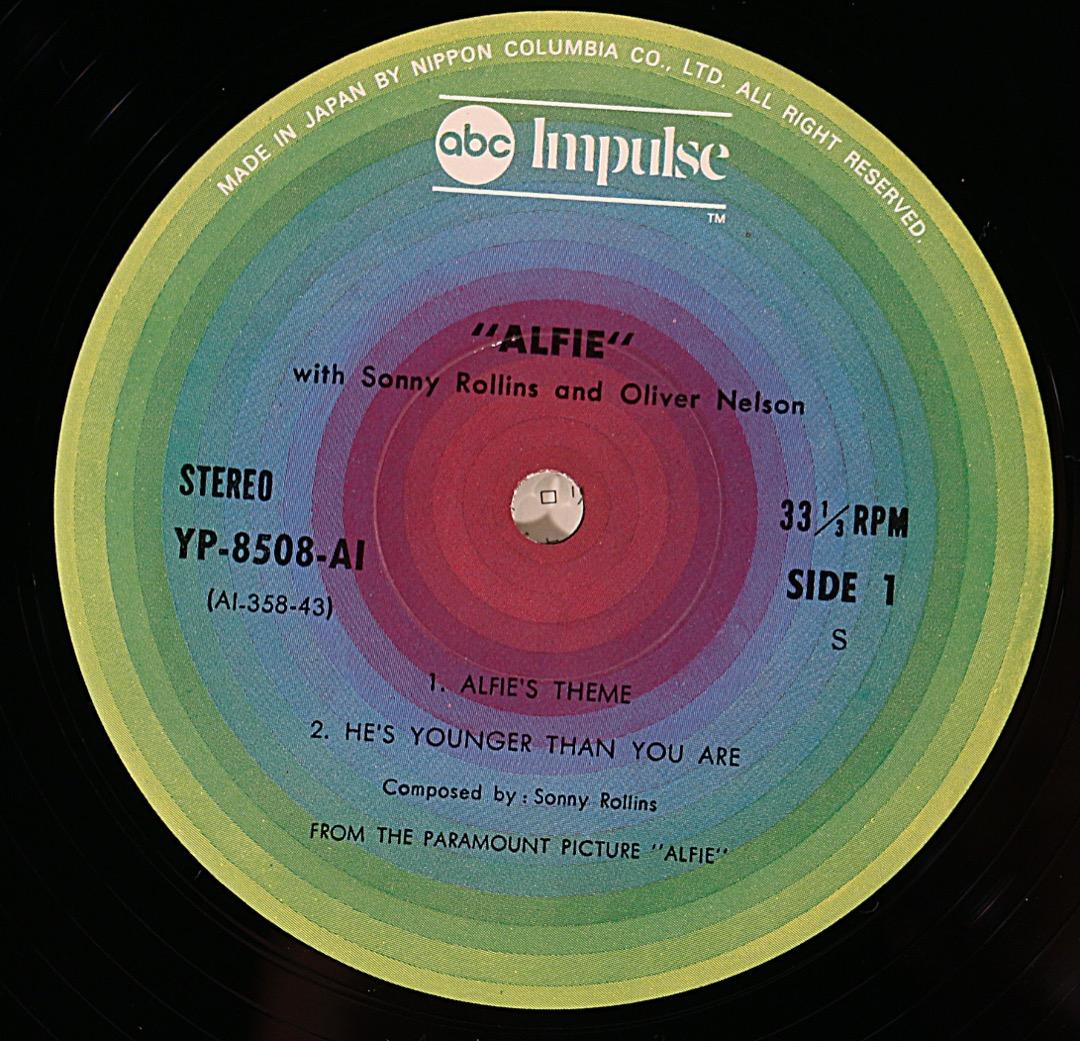 MADE IN JAPAN BY NIPPON COLUMBIA CO., LTD. ALL RIGHT RESERVED.
abc Impulse
TM
"ALFIE"
with Sonny Rollins and Oliver Nelson
STEREO
YP-8508-AI
(AI-358-43)
33 1/3 RPM
SIDE 1
S
1. ALFIE'S THEME
2. HE'S YOUNGER THAN YOU ARE
Composed by : Sonny Rollins
FROM THE PARAMOUNT PICTURE "ALFIE"